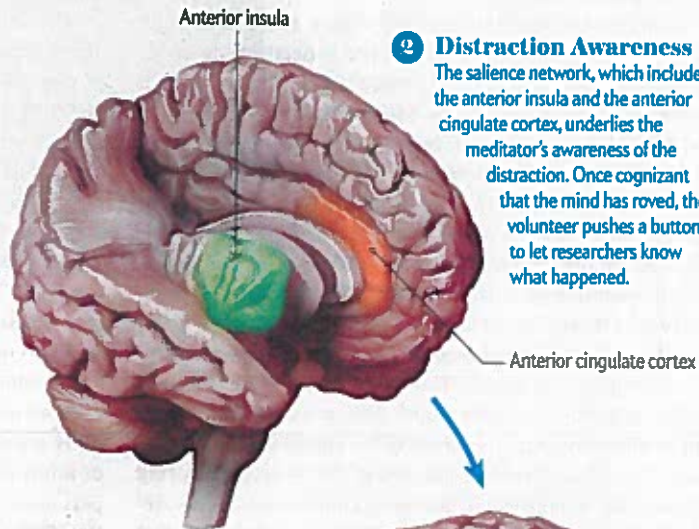 Anterior insula
2 Distraction Awareness
The salience network, which include
the anterior insula and the anterior
cingulate cortex, underlies the
meditator's awareness of the
distraction. Once cognizant
that the mind has roved, th
volunteer pushes a button
to let researchers know
what happened.
Anterior cingulate cortex